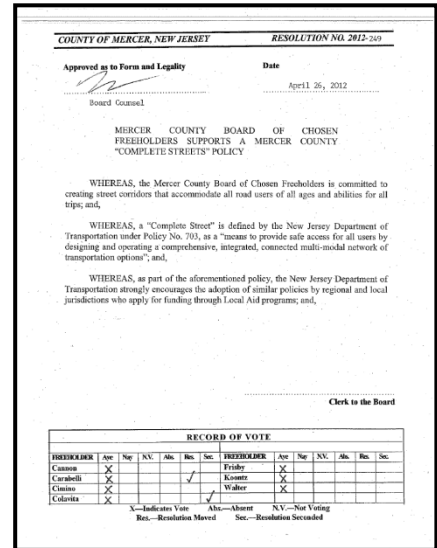 COUNTY OF MERCER, NEW JERSEY RESOLUTION NO. 2012-249
Approved as to Form and Legality Date
April 26, 2012
Board Counsel
MERCER COUNTY BOARD OF CHOSEN
FREEHOLDERS SUPPORTS A MERCER COUNTY
"COMPLETE STREETS" POLICY
WHEREAS, the Mercer County Board of Chosen Freeholders is committed to
creating street corridors that accommodate all road users of all ages and abilities for all
trips; and,
WHEREAS, a "Complete Street" is defined by the New Jersey Department of
Transportation under Policy No. 703, as a "means to provide safe access for all users by
designing and operating a comprehensive, integrated, connected multi-modal network of
transportation options"; and,
WHEREAS, as part of the aforementioned policy, the New Jersey Department of
Transportation strongly encourages the adoption of similar policies by regional and local
jurisdictions who apply for funding through Local Aid programs; and,
Clerk to the Board
RECORD OF VOTE
FREEHOLDER Aye Nay N.V. Abs. Res. Sec. FREEHOLDER Aye Nay N.V. Abs. Res. Sec.
Cannon X Frisby X
Carabelli X ✓ Koontz X
Cimino X Walter X
Colavita X ✓
X—Indicates Vote Abs.—Absent N.V.—Not Voting
Res.—Resolution Moved Sec.—Resolution Seconded